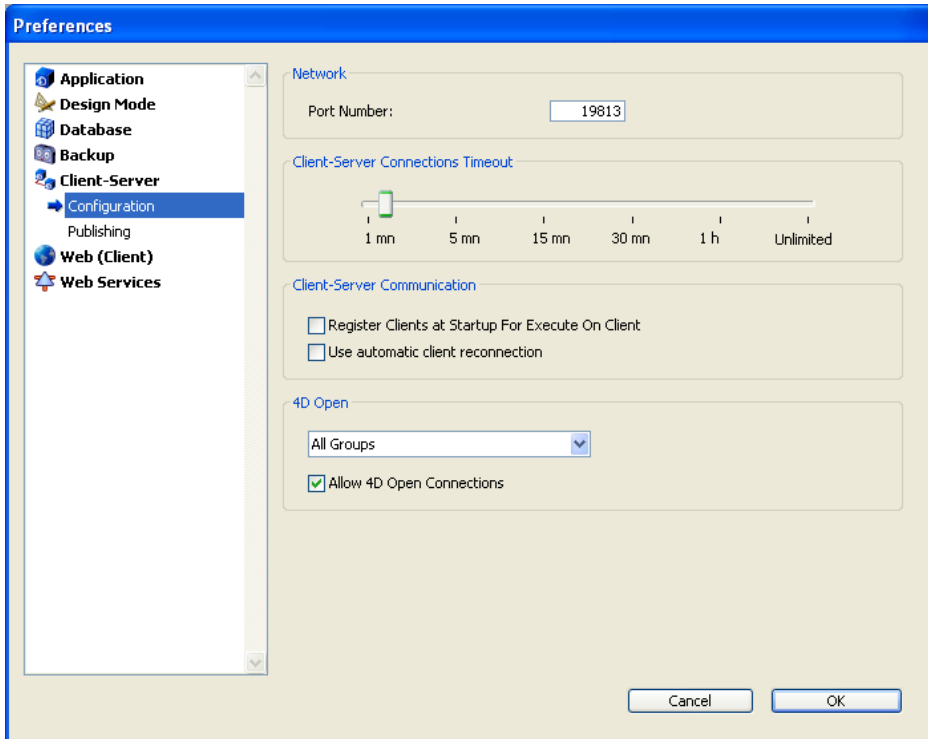 Preferences
Application
Design Mode
Database
Backup
Client-Server
Configuration
Publishing
Web (Client)
Web Services
Network
Port Number: 19813
Client-Server Connections Timeout
1 mn 5 mn 15 mn 30 mn 1 h Unlimited
Client-Server Communication
Register Clients at Startup For Execute On Client
Use automatic client reconnection
4D Open
All Groups
Allow 4D Open Connections
Cancel OK